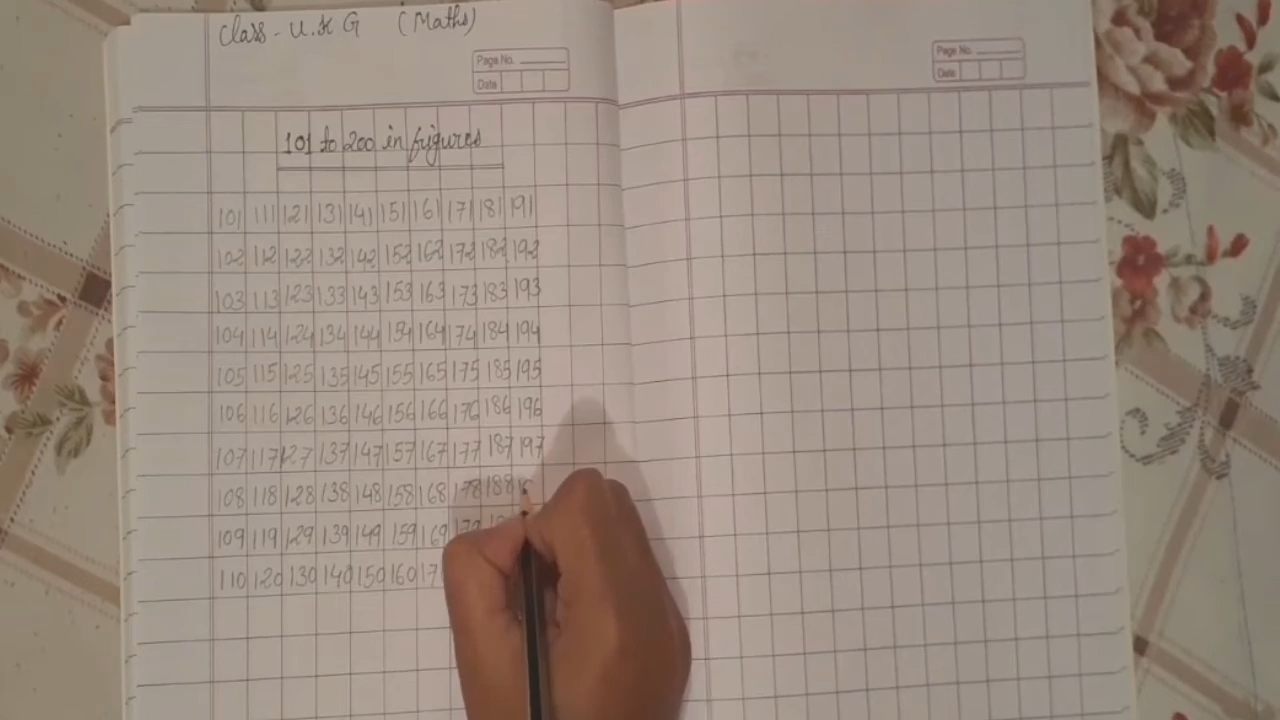 Class - U.K G (Maths)
Page No.
Date
Page No.
Date
101 to 200 in figures
101 111 121 131 141 151 161 171 181 191
102 112 122 132 142 152 162 172 182 192
103 113 123 133 143 153 163 173 183 193
104 114 124 134 144 154 164 174 184 194
105 115 125 135 145 155 165 175 185 195
106 116 126 136 146 156 166 176 186 196
107 117 127 137 147 157 167 177 187 197
108 118 128 138 148 158 168 178 188
109 119 129 139 149 159 169 179
110 120 130 140 150 160